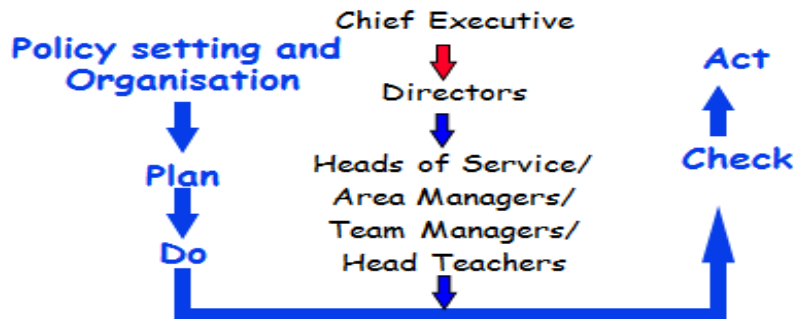 Policy setting and
Organisation
Plan
Do
Chief Executive
Directors
Heads of Service/
Area Managers/
Team Managers/
Head Teachers
Act
Check